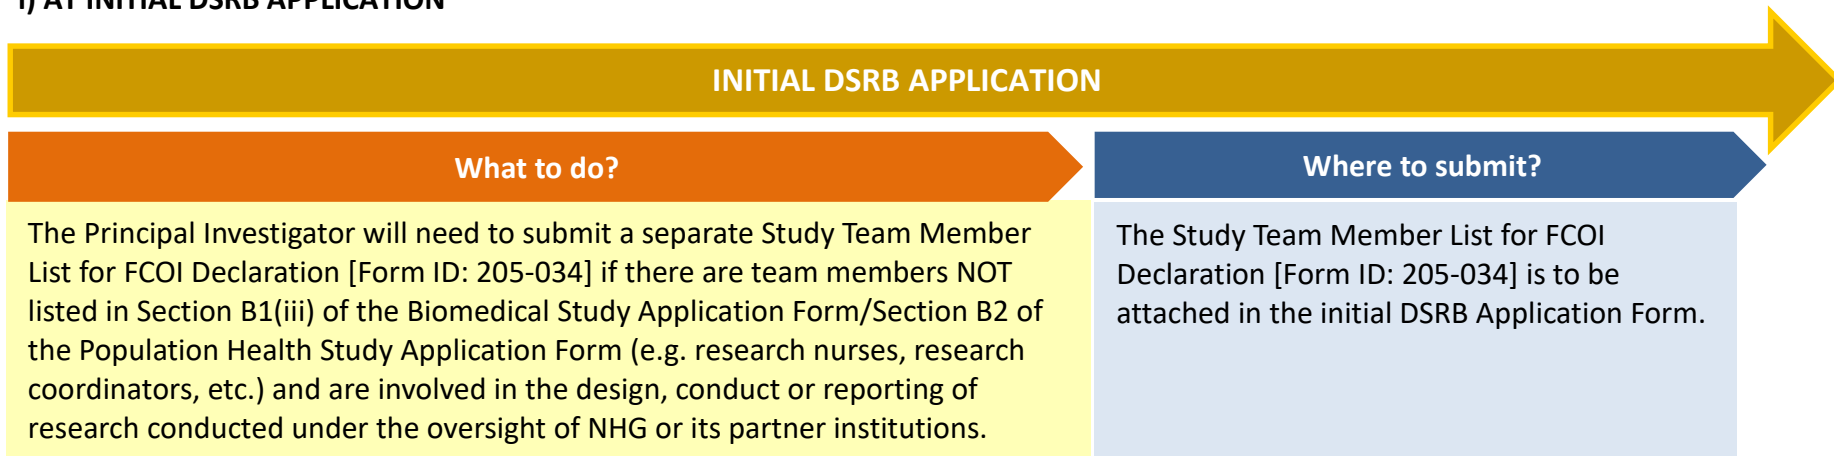 I) AT INITIAL DSRB APPLICATION
INITIAL DSRB APPLICATION
What to do?
The Principal Investigator will need to submit a separate Study Team Member
List for FCOI Declaration [Form ID: 205-034] if there are team members NOT
listed in Section B1(iii) of the Biomedical Study Application Form/Section B2 of
the Population Health Study Application Form (e.g. research nurses, research
coordinators, etc.) and are involved in the design, conduct or reporting of
research conducted under the oversight of NHG or its partner institutions.
Where to submit?
The Study Team Member List for FCOI
Declaration [Form ID: 205-034] is to be
attached in the initial DSRB Application Form.